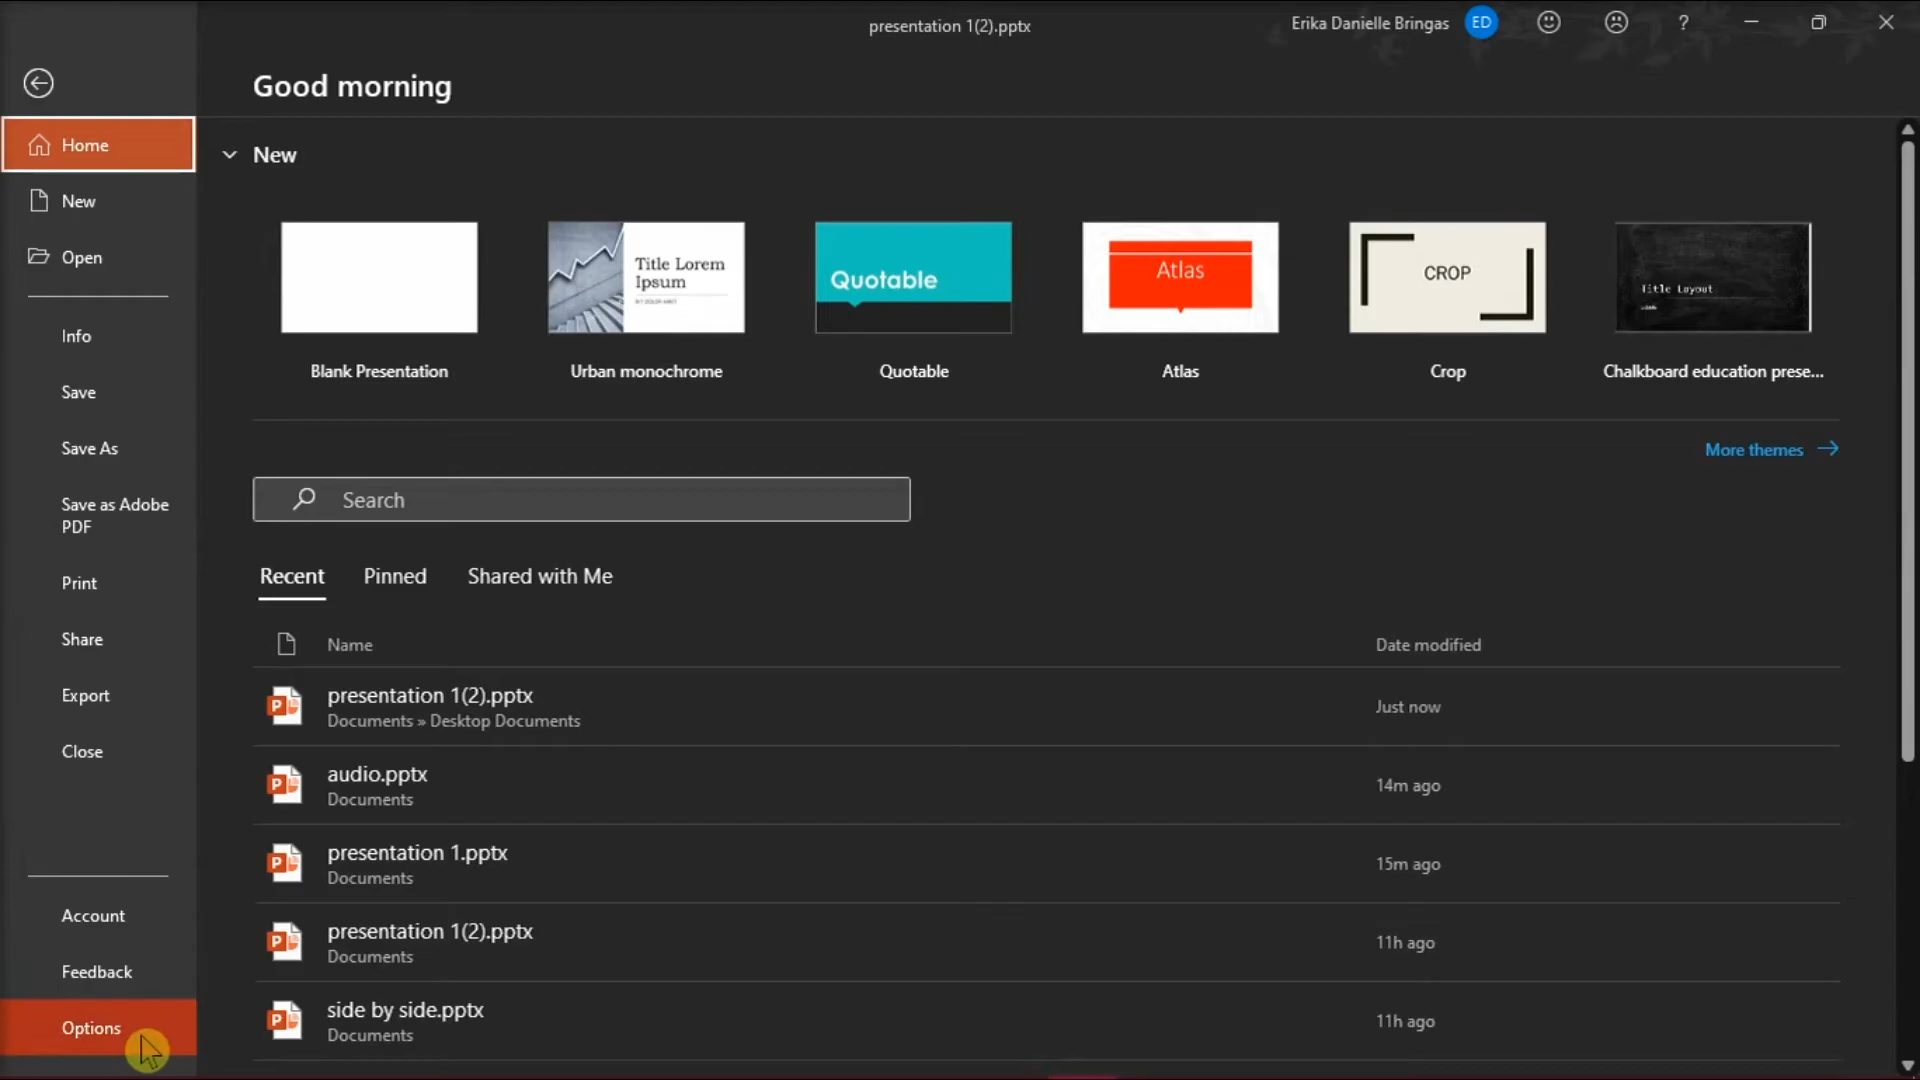 presentation 1(2).pptx
Erika Danielle Bringas
ED
?
Good morning
Home
New
Open
Info
Save
Save As
Save as Adobe
PDF
Print
Share
Export
Close
Account
Feedback
Options
New
Title Lorem
Ipsum
Quotable
Atlas
CROP
Title Layout
Blank Presentation
Urban monochrome
Quotable
Atlas
Crop
Chalkboard education prese...
More themes
Search
Recent
Pinned
Shared with Me
Name
Date modified
presentation 1(2).pptx
Documents » Desktop Documents
Just now
audio.pptx
Documents
14m ago
presentation 1.pptx
Documents
15m ago
presentation 1(2).pptx
Documents
11h ago
side by side.pptx
Documents
11h ago